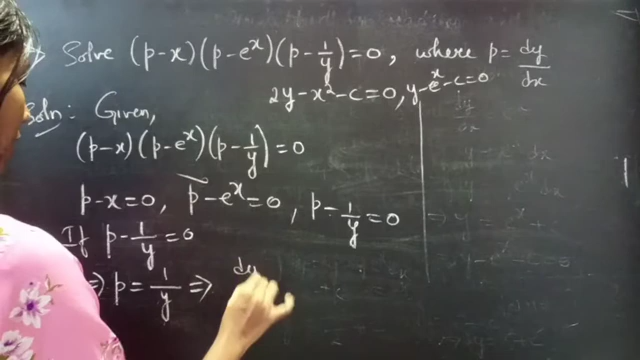 Solve (p-x)(p-e^x)(p-1/y)=0, where p=dy/dx
2y-x²-c=0, y-e^x-c=0
Soln: Given,
(p-x)(p-e^x)(p-1/y)=0
p-x=0, p-e^x=0, p-1/y=0
If p-1/y=0
⇒ p=1/y ⇒ dy